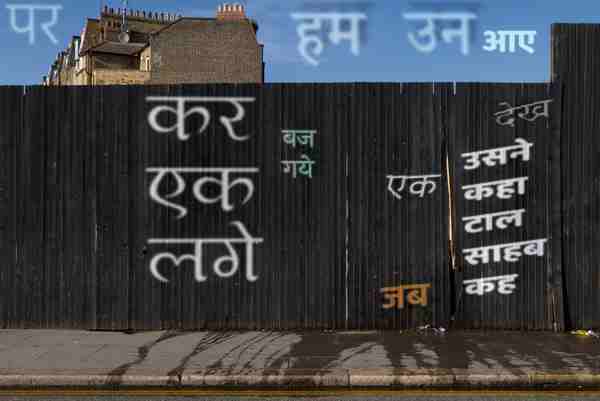 पर
हम
उन
आए
कर
एक
लगे
बज
गये
देख
एक
उसने
कहा
टाल
साहब
कह
जब